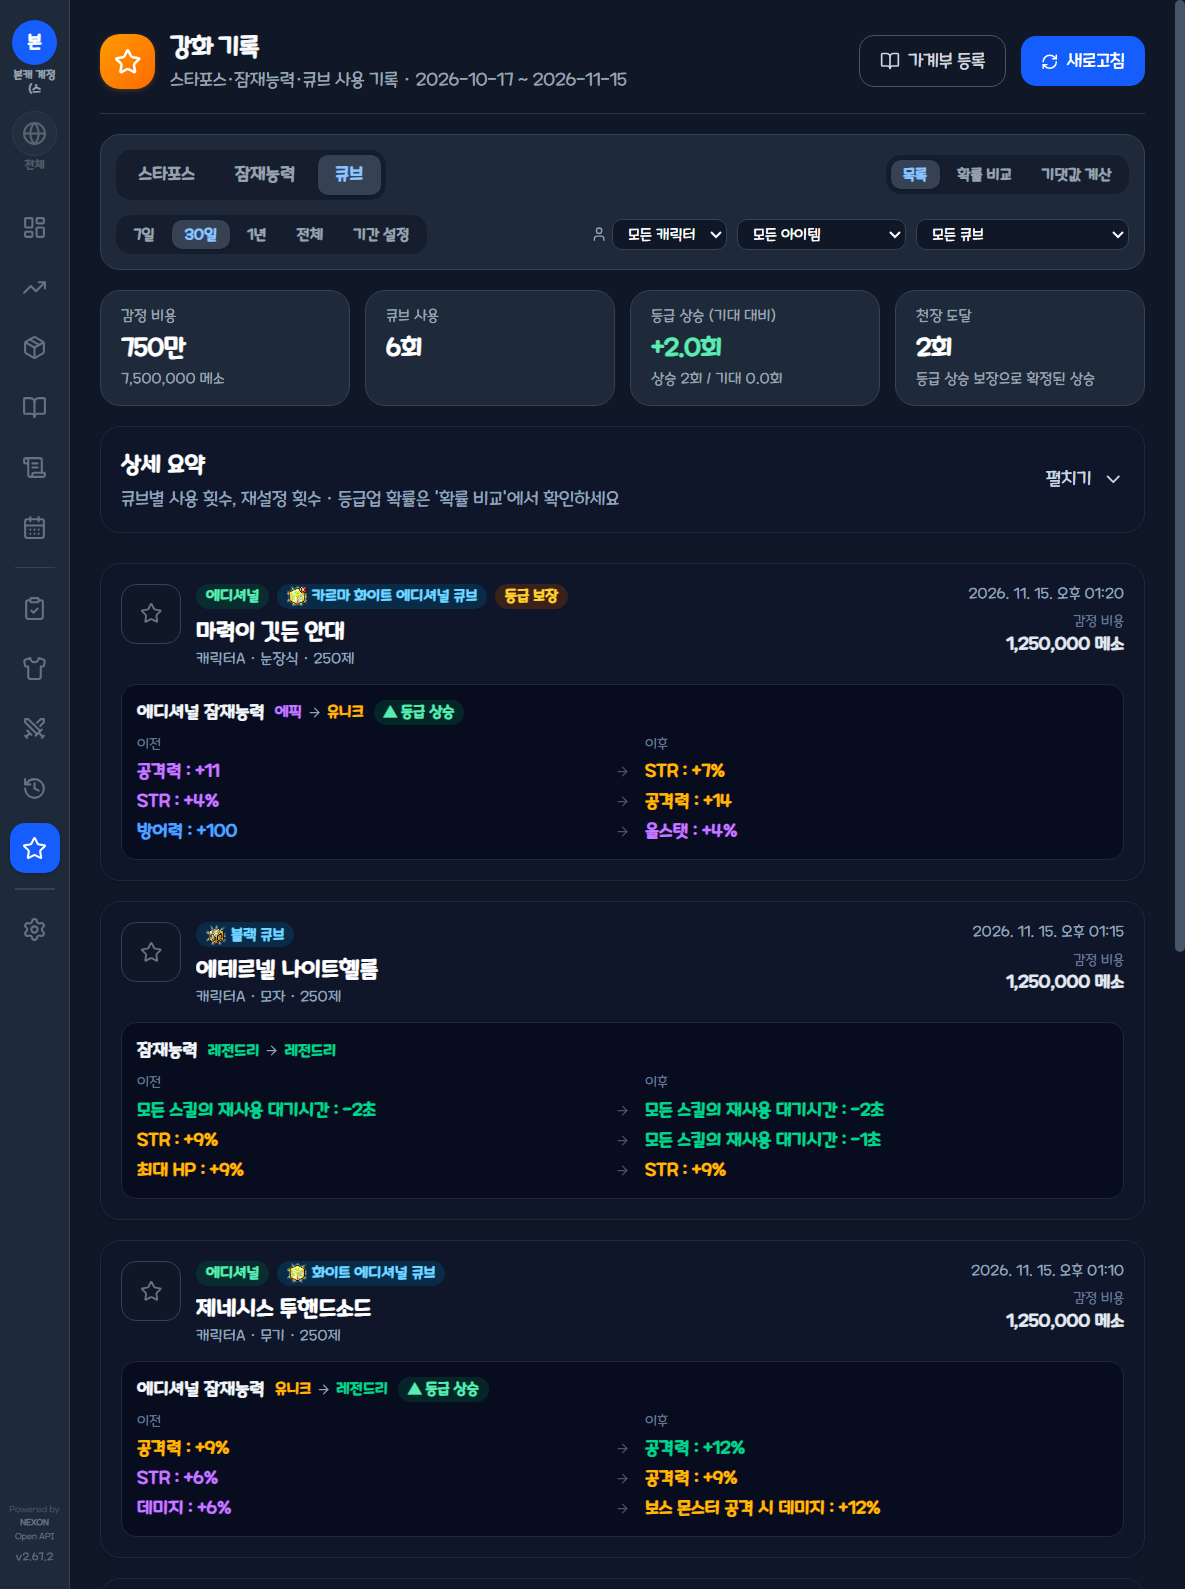 본
본캐 계정
(스
전체
Powered by
NEXON
Open API
v2.67.2
강화 기록
스타포스·잠재능력·큐브 사용 기록 · 2026-10-17 ~ 2026-11-15
가계부 등록
새로고침
스타포스 잠재능력 큐브
목록 확률 비교 기댓값 계산
7일 30일 1년 전체 기간 설정
모든 캐릭터 모든 아이템 모든 큐브
감정 비용
750만
7,500,000 메소
큐브 사용
6회
등급 상승 (기대 대비)
+2.0회
상승 2회 / 기대 0.0회
천장 도달
2회
등급 상승 보장으로 확정된 상승
상세 요약
큐브별 사용 횟수, 재설정 횟수 · 등급업 확률은 '확률 비교'에서 확인하세요
펼치기
에디셔널 카르마 화이트 에디셔널 큐브 등급 보장
마력이 깃든 안대
캐릭터A · 눈장식 · 250제
2026. 11. 15. 오후 01:20
감정 비용
1,250,000 메소
에디셔널 잠재능력 에픽 → 유니크 ▲등급 상승
이전 이후
공격력 : +11 → STR : +7%
STR : +4% → 공격력 : +14
방어력 : +100 → 올스탯 : +4%
블랙 큐브
에테르넬 나이트헬름
캐릭터A · 모자 · 250제
2026. 11. 15. 오후 01:15
감정 비용
1,250,000 메소
잠재능력 레전드리 → 레전드리
이전 이후
모든 스킬의 재사용 대기시간 : -2초 → 모든 스킬의 재사용 대기시간 : -2초
STR : +9% → 모든 스킬의 재사용 대기시간 : -1초
최대 HP : +9% → STR : +9%
에디셔널 화이트 에디셔널 큐브
제네시스 투핸드소드
캐릭터A · 무기 · 250제
2026. 11. 15. 오후 01:10
감정 비용
1,250,000 메소
에디셔널 잠재능력 유니크 → 레전드리 ▲등급 상승
이전 이후
공격력 : +9% → 공격력 : +12%
STR : +6% → 공격력 : +9%
데미지 : +6% → 보스 몬스터 공격 시 데미지 : +12%